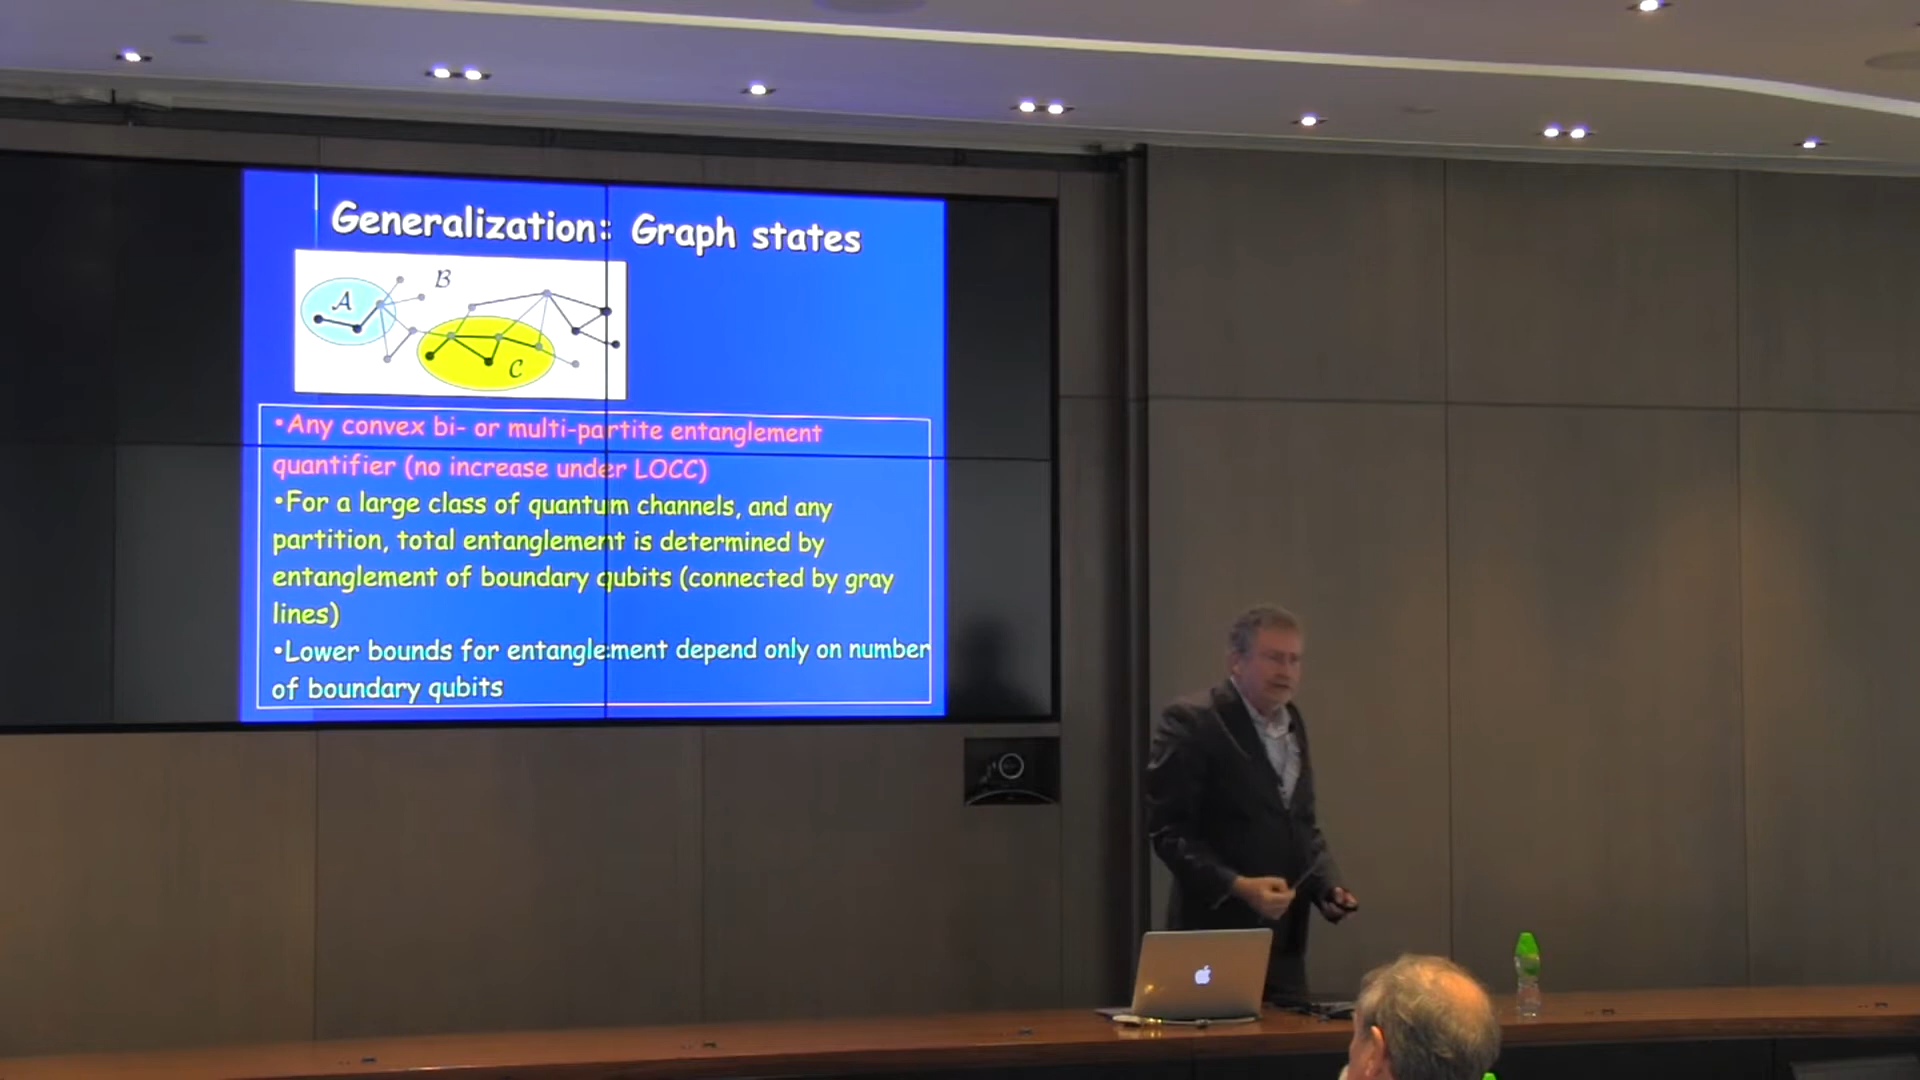 Generalization: Graph states
A
B
C
•Any convex bi- or multi-partite entanglement
quantifier (no increase under LOCC)
•For a large class of quantum channels, and any
partition, total entanglement is determined by
entanglement of boundary qubits (connected by gray
lines)
•Lower bounds for entanglement depend only on number
of boundary qubits